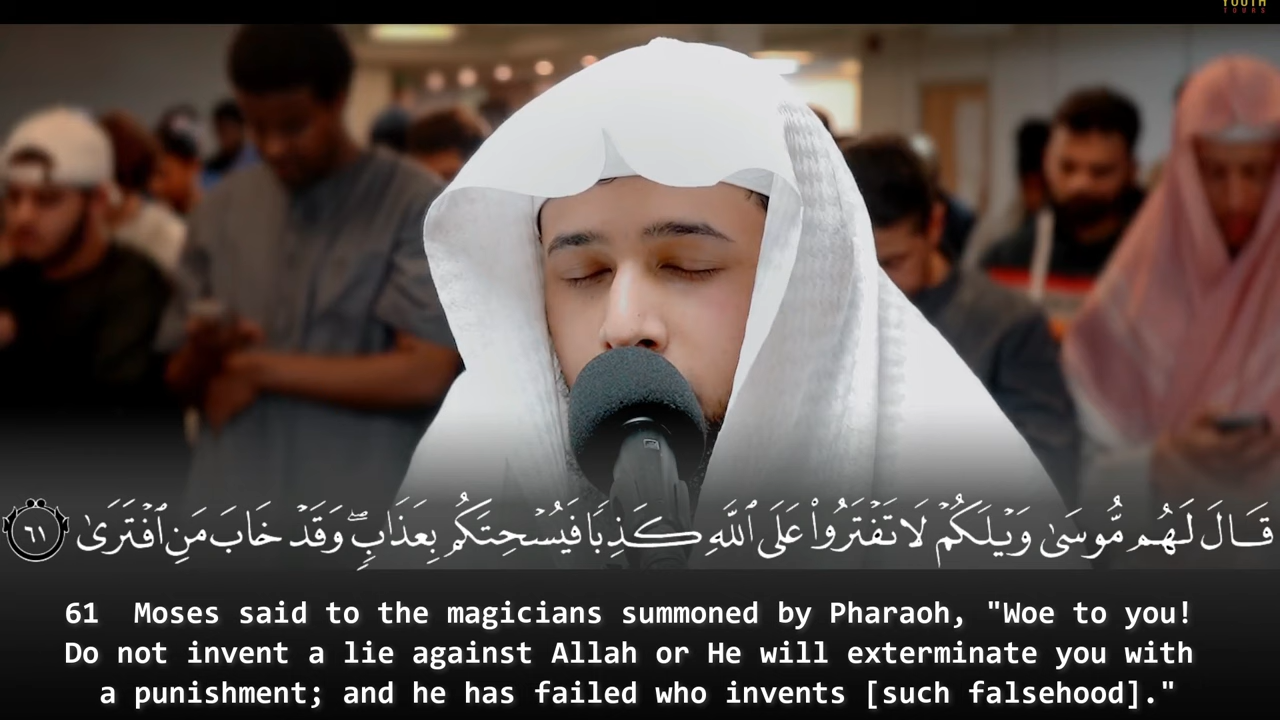 YOUTH
TOURS
قَالَ لَهُم مُّوسَىٰ وَيْلَكُمْ لَا تَفْتَرُوا۟ عَلَى ٱللَّهِ كَذِبًا فَيُسْحِتَكُم بِعَذَابٍ ۖ وَقَدْ خَابَ مَنِ ٱفْتَرَىٰ ٦١
61 Moses said to the magicians summoned by Pharaoh, "Woe to you!
Do not invent a lie against Allah or He will exterminate you with
a punishment; and he has failed who invents [such falsehood]."